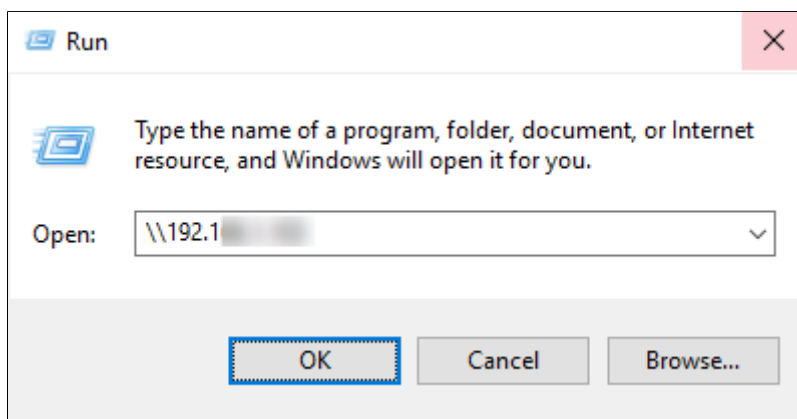 Run
Type the name of a program, folder, document, or Internet
resource, and Windows will open it for you.
Open:
\\192.1
OK Cancel Browse...